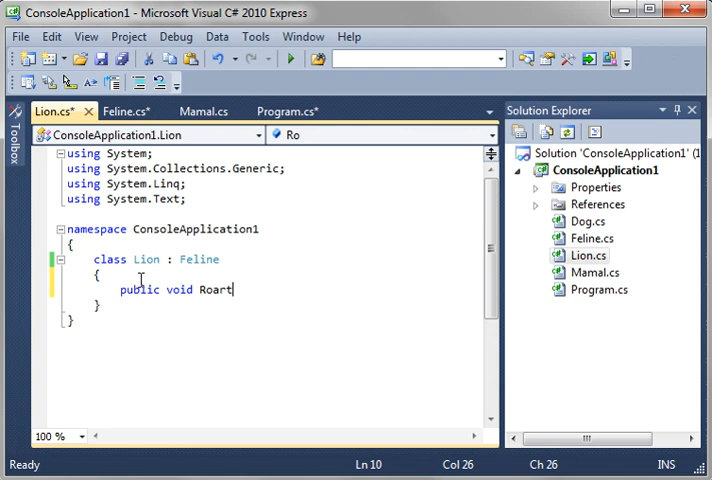 ConsoleApplication1 - Microsoft Visual C# 2010 Express
File Edit View Project Debug Data Tools Window Help
Lion.cs* Feline.cs* Mamal.cs Program.cs*
ConsoleApplication1.Lion Ro
using System;
using System.Collections.Generic;
using System.Linq;
using System.Text;
namespace ConsoleApplication1
{
class Lion : Feline
{
public void Roart
}
}
100 %
Toolbox
Solution Explorer
Solution 'ConsoleApplication1' (1
ConsoleApplication1
Properties
References
Dog.cs
Feline.cs
Lion.cs
Mamal.cs
Program.cs
Ready Ln 10 Col 26 Ch 26 INS